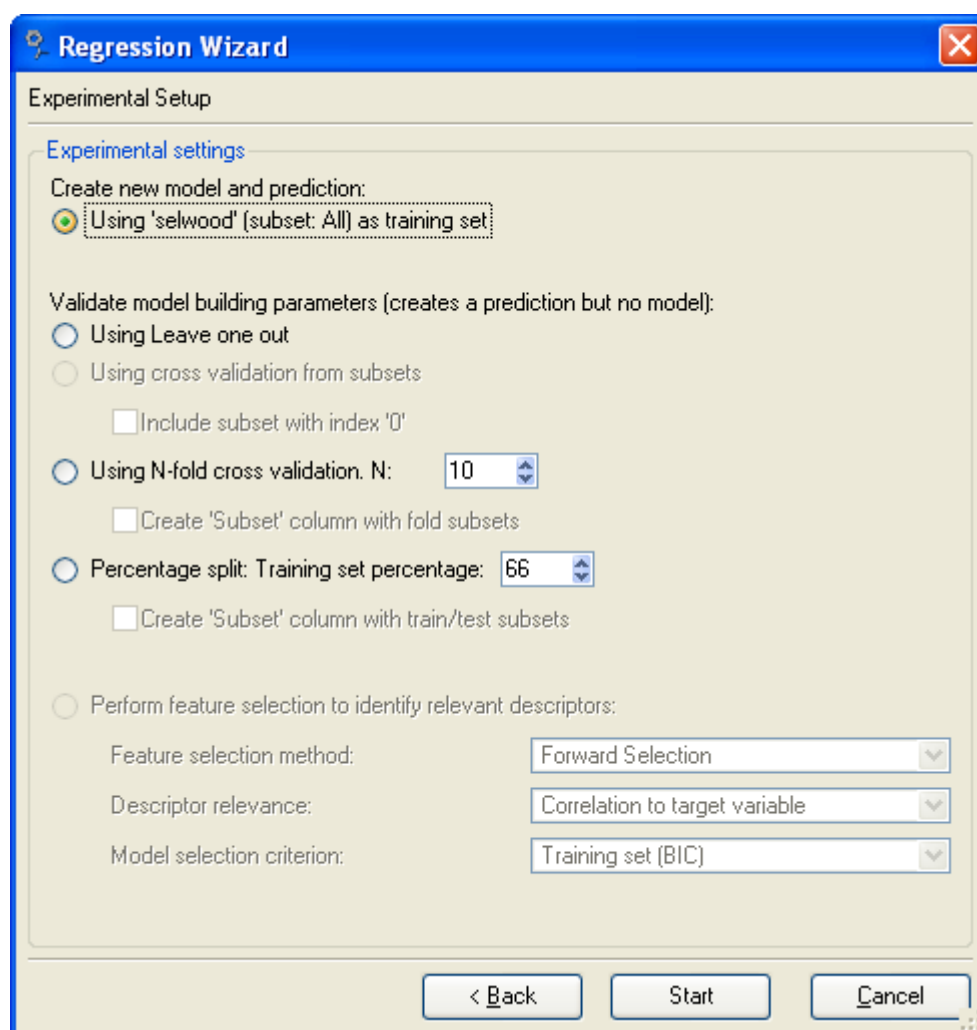 Regression Wizard
Experimental Setup
Experimental settings
Create new model and prediction:
Using 'selwood' (subset: All) as training set
Validate model building parameters (creates a prediction but no model):
Using Leave one out
Using cross validation from subsets
Include subset with index '0'
Using N-fold cross validation. N: 10
Create 'Subset' column with fold subsets
Percentage split: Training set percentage: 66
Create 'Subset' column with train/test subsets
Perform feature selection to identify relevant descriptors:
Feature selection method: Forward Selection
Descriptor relevance: Correlation to target variable
Model selection criterion: Training set (BIC)
< Back Start Cancel